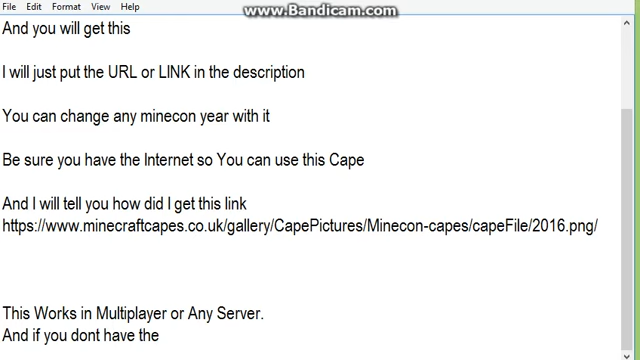 File Edit Format View Help
www.Bandicam.com
And you will get this
I will just put the URL or LINK in the description
You can change any minecon year with it
Be sure you have the Internet so You can use this Cape
And I will tell you how did I get this link
https://www.minecraftcapes.co.uk/gallery/CapePictures/Minecon-capes/capeFile/2016.png/
This Works in Multiplayer or Any Server.
And if you dont have the